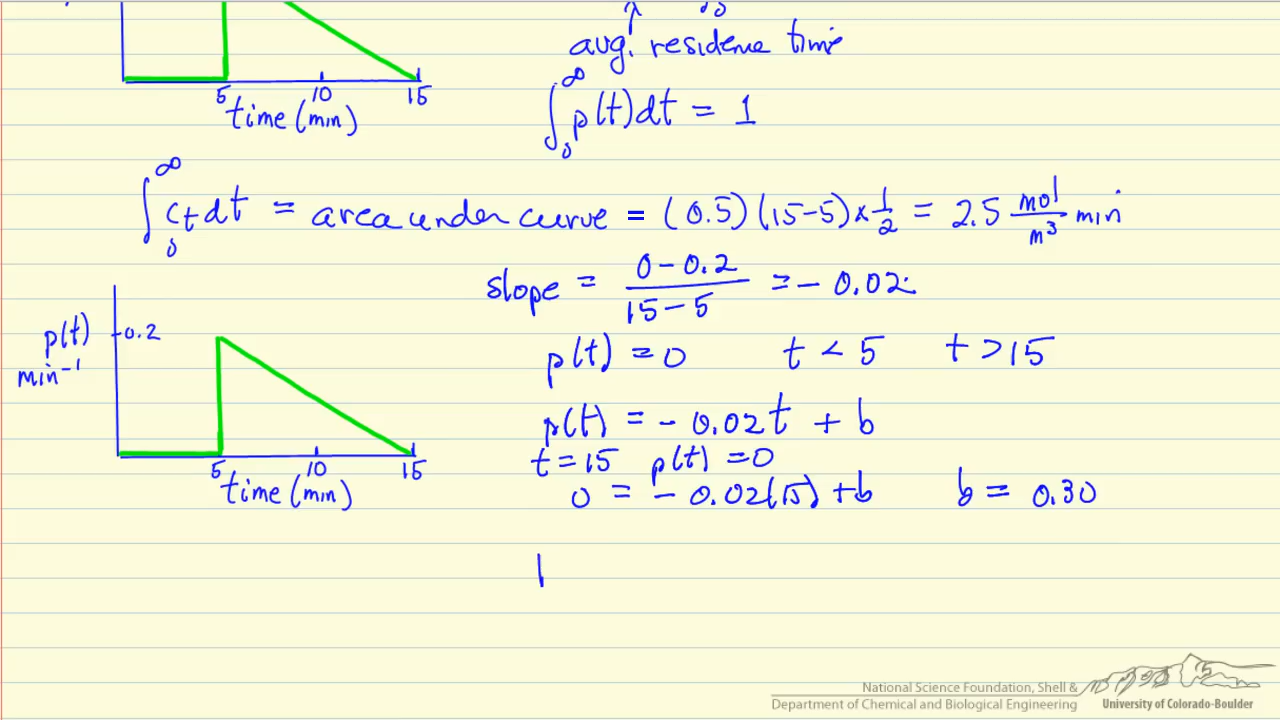 avg. residence time
5 10 15
time (min)
∫₀^∞ p(t)dt = 1
∫₀^∞ c_t dt = area under curve = (0.5)(15-5)×1/2 = 2.5 mol/m³ min
slope = (0-0.2)/(15-5) = -0.02
p(t) 0.2
min⁻¹
p(t) = 0 t < 5 t > 15
p(t) = -0.02t + b
t = 15 p(t) = 0
5 10 15
time (min)
0 = -0.02(15) + b b = 0.30
National Science Foundation, Shell &
Department of Chemical and Biological Engineering
University of Colorado-Boulder